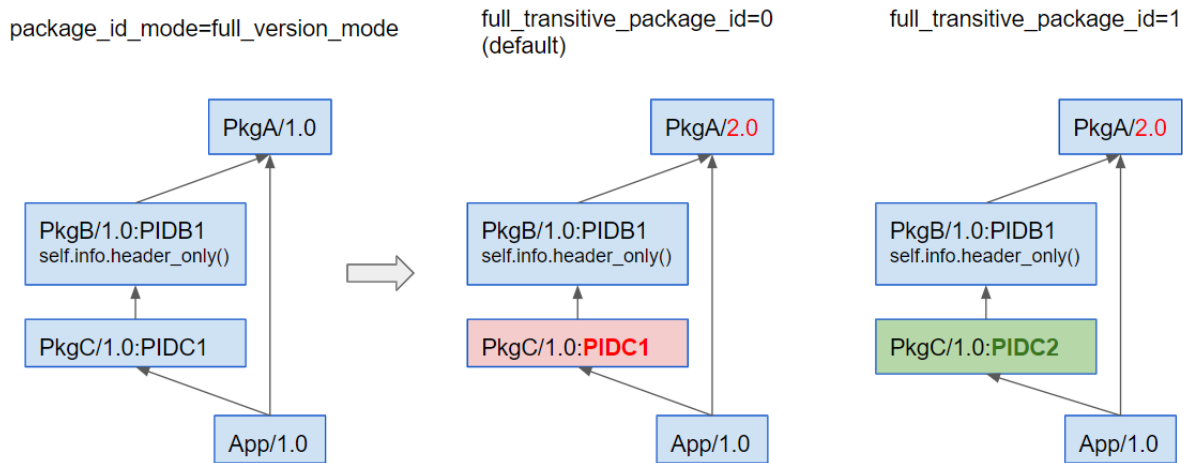 package_id_mode=full_version_mode
PkgA/1.0
PkgB/1.0:PIDB1
self.info.header_only()
PkgC/1.0:PIDC1
App/1.0
full_transitive_package_id=0
(default)
PkgA/2.0
PkgB/1.0:PIDB1
self.info.header_only()
PkgC/1.0:PIDC1
App/1.0
full_transitive_package_id=1
PkgA/2.0
PkgB/1.0:PIDB1
self.info.header_only()
PkgC/1.0:PIDC2
App/1.0